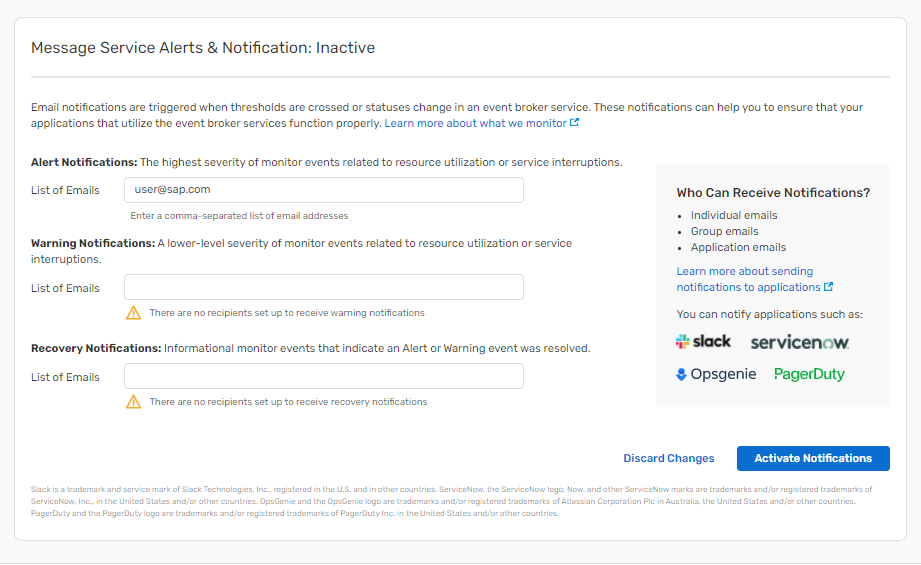 Message Service Alerts & Notification: Inactive
Email notifications are triggered when thresholds are crossed or statuses change in an event broker service. These notifications can help you to ensure that your
applications that utilize the event broker services function properly. Learn more about what we monitor
Alert Notifications: The highest severity of monitor events related to resource utilization or service interruptions.
List of Emails
user@sap.com
Enter a comma-separated list of email addresses
Warning Notifications: A lower-level severity of monitor events related to resource utilization or service
interruptions.
List of Emails
There are no recipients set up to receive warning notifications
Recovery Notifications: Informational monitor events that indicate an Alert or Warning event was resolved.
List of Emails
There are no recipients set up to receive recovery notifications
Who Can Receive Notifications?
• Individual emails
• Group emails
• Application emails
Learn more about sending
notifications to applications
You can notify applications such as:
slack servicenow
Opsgenie PagerDuty
Discard Changes
Activate Notifications
Slack is a trademark and service mark of Slack Technologies, Inc., registered in the U.S. and in other countries. ServiceNow, the ServiceNow logo, Now, and other ServiceNow marks are trademarks and/or registered trademarks of
ServiceNow, Inc., in the United States and/or other countries. OpsGenie and the OpsGenie logo are trademarks and/or registered trademarks of Atlassian Corporation Plc in Australia, the United States and/or other countries.
PagerDuty and the PagerDuty logo are trademarks and/or registered trademarks of PagerDuty Inc. in the United States and/or other countries.